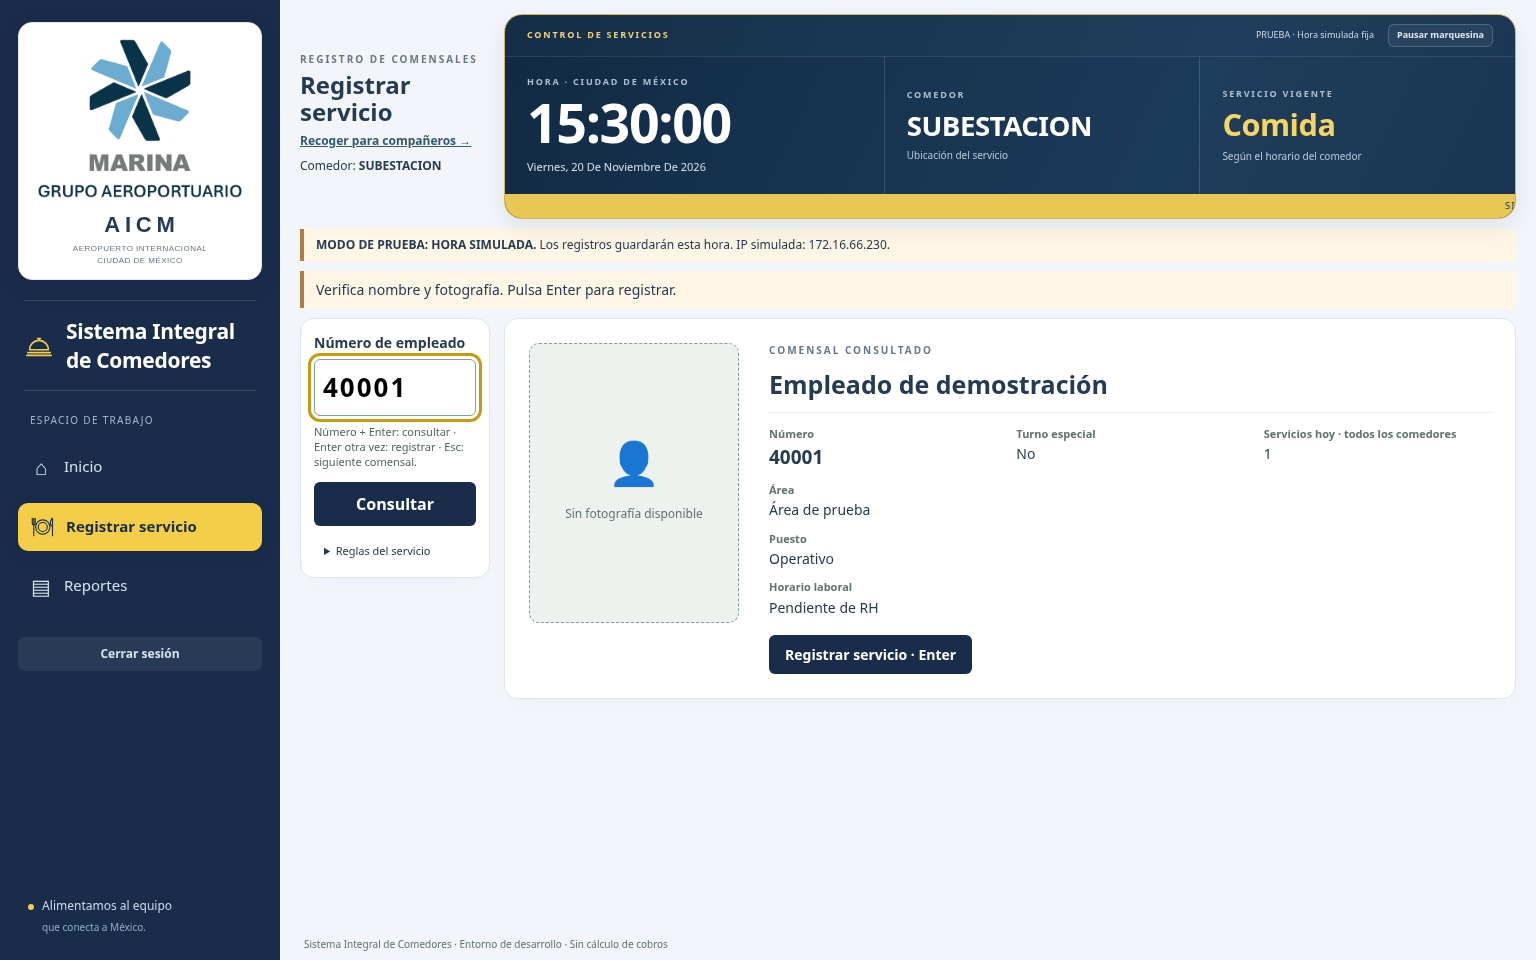 MARINA
GRUPO AEROPORTUARIO
AICM
AEROPUERTO INTERNACIONAL
CIUDAD DE MÉXICO
Sistema Integral
de Comedores
ESPACIO DE TRABAJO
Inicio
Registrar servicio
Reportes
Cerrar sesión
Alimentamos al equipo
que conecta a México.
REGISTRO DE COMENSALES
Registrar
servicio
Recoger para compañeros →
Comedor: SUBESTACION
CONTROL DE SERVICIOS
PRUEBA · Hora simulada fija
Pausar marquesina
HORA · CIUDAD DE MÉXICO
15:30:00
Viernes, 20 De Noviembre De 2026
COMEDOR
SUBESTACION
Ubicación del servicio
SERVICIO VIGENTE
Comida
Según el horario del comedor
MODO DE PRUEBA: HORA SIMULADA. Los registros guardarán esta hora. IP simulada: 172.16.66.230.
Verifica nombre y fotografía. Pulsa Enter para registrar.
Número de empleado
40001
Número + Enter: consultar ·
Enter otra vez: registrar · Esc:
siguiente comensal.
Consultar
Reglas del servicio
Sin fotografía disponible
COMENSAL CONSULTADO
Empleado de demostración
Número
40001
Turno especial
No
Servicios hoy · todos los comedores
1
Área
Área de prueba
Puesto
Operativo
Horario laboral
Pendiente de RH
Registrar servicio · Enter
Sistema Integral de Comedores · Entorno de desarrollo · Sin cálculo de cobros